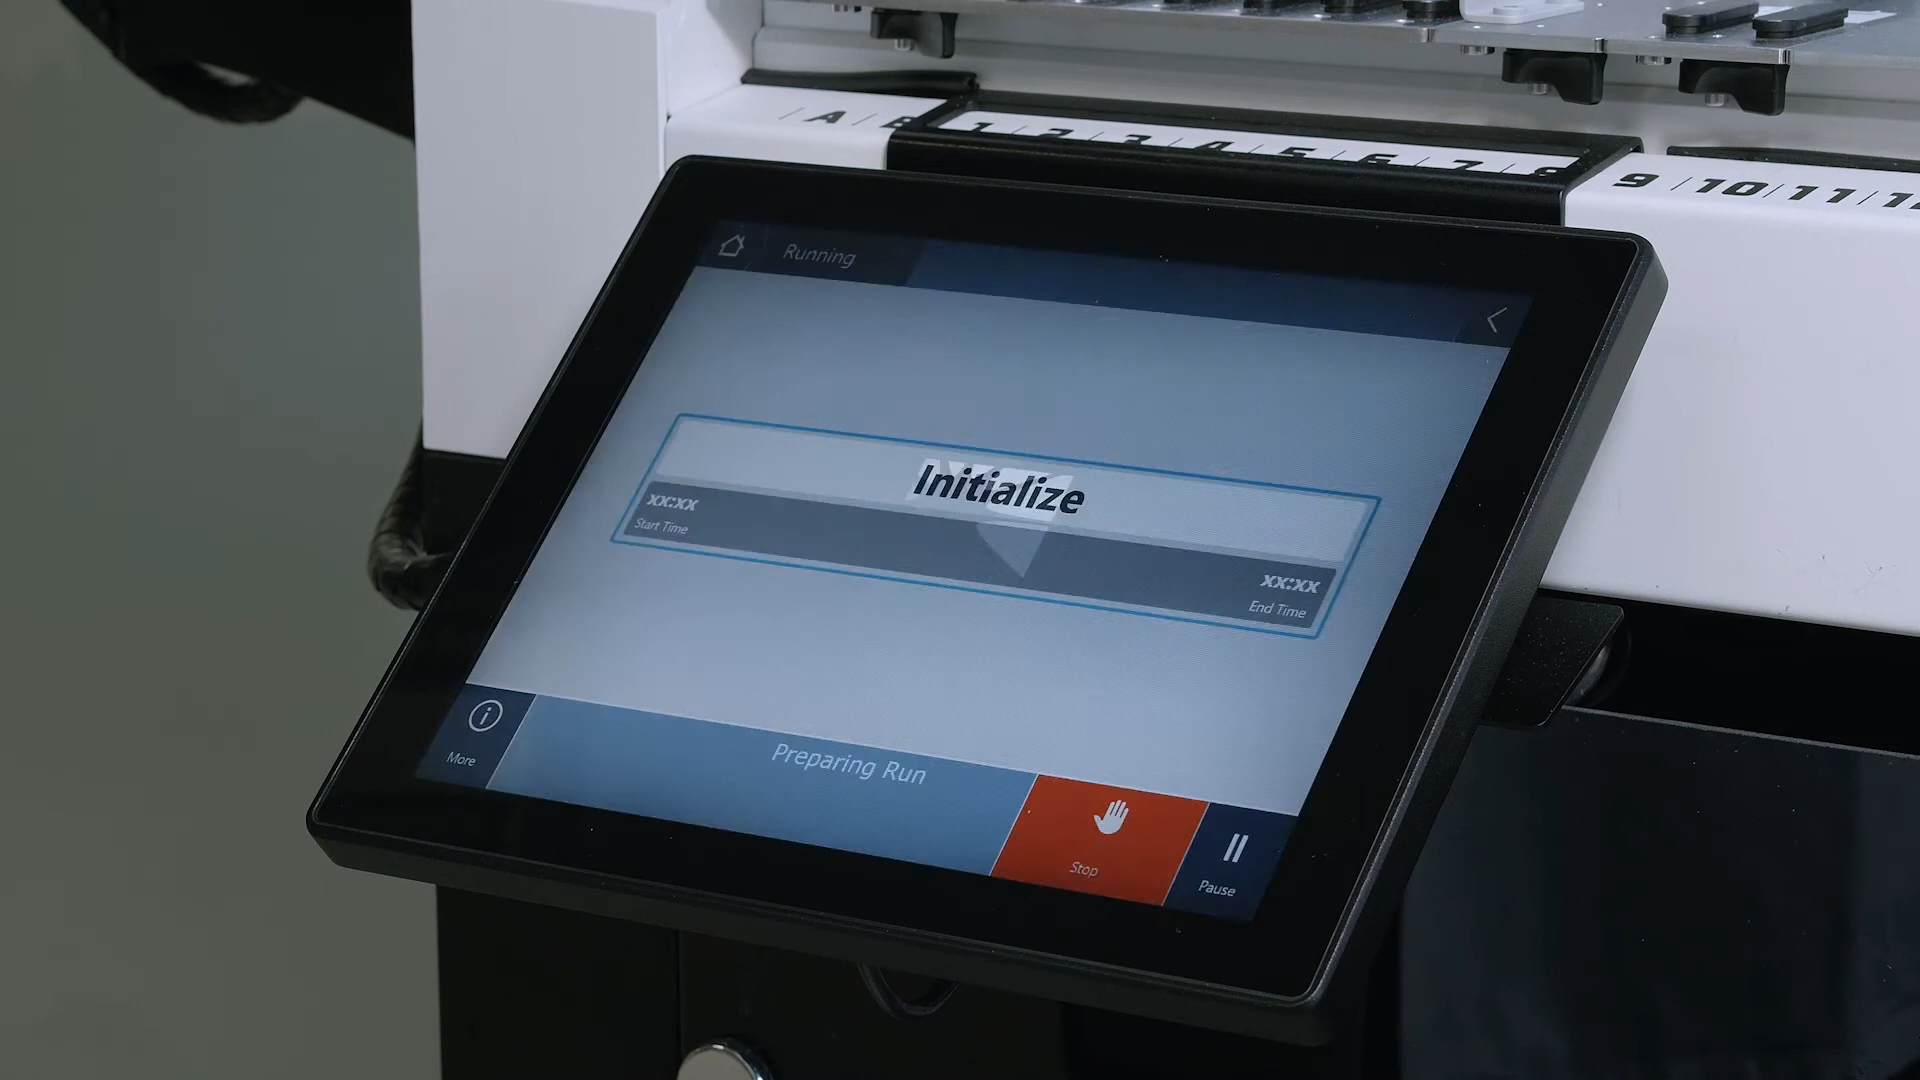 A / B
1 / 2 / 3 / 4 / 5 / 6 / 7 / 8
9 / 10 / 11 /
Running
Initialize
xx:xx
Start Time
xx:xx
End Time
More
Preparing Run
Stop
Pause